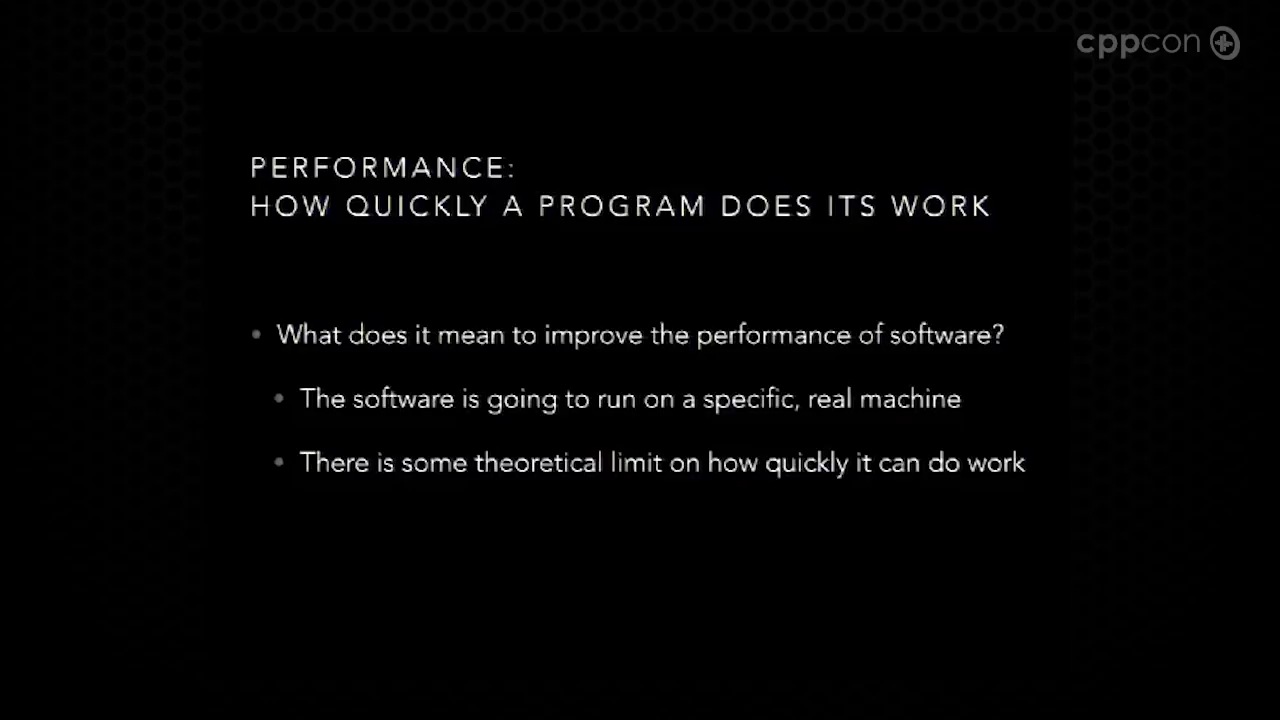 cppcon
PERFORMANCE:
HOW QUICKLY A PROGRAM DOES ITS WORK
• What does it mean to improve the performance of software?
• The software is going to run on a specific, real machine
• There is some theoretical limit on how quickly it can do work